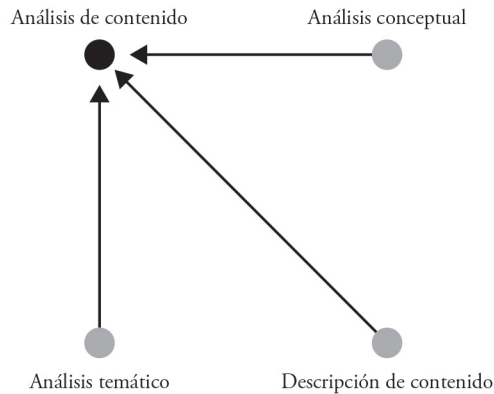 Análisis de contenido
Análisis conceptual
Análisis temático
Descripción de contenido